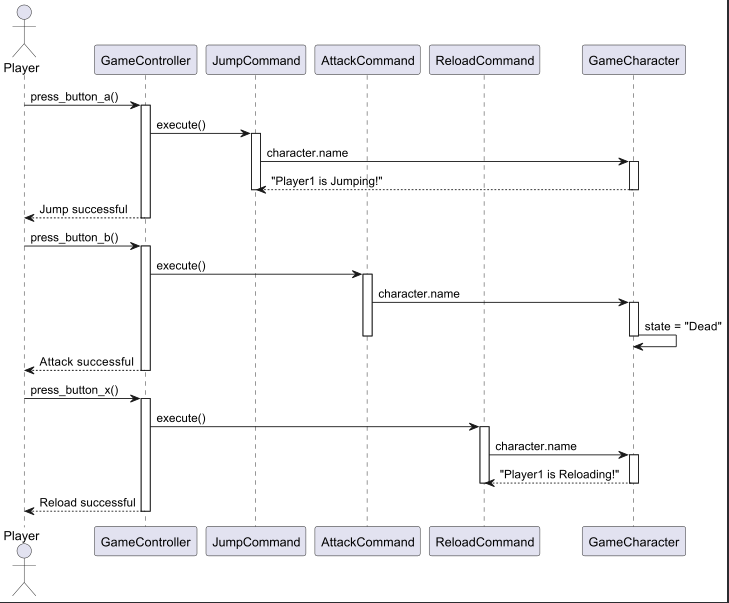 Player
GameController
JumpCommand
AttackCommand
ReloadCommand
GameCharacter
press_button_a()
execute()
character.name
"Player1 is Jumping!"
Jump successful
press_button_b()
execute()
character.name
state = "Dead"
Attack successful
press_button_x()
execute()
character.name
"Player1 is Reloading!"
Reload successful
Player
GameController
JumpCommand
AttackCommand
ReloadCommand
GameCharacter